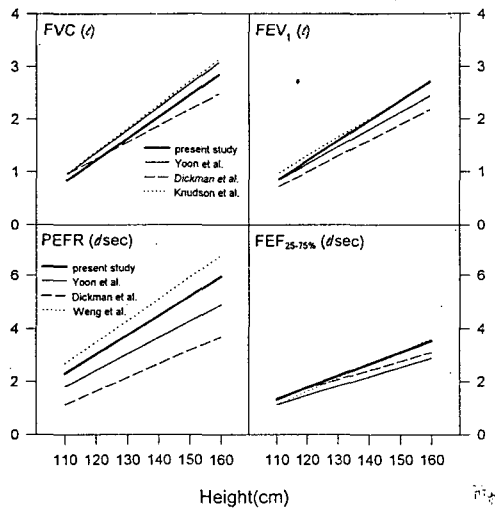 FVC (ℓ)
FEV1 (ℓ)
4
4
3
3
2
2
1
1
0
0
present study
Yoon et al.
Dickman et al.
Knudson et al.
PEFR (ℓ/sec)
FEF25-75% (ℓ/sec)
6
6
4
4
2
2
0
0
present study
Yoon et al.
Dickman et al.
Weng et al.
110 120 130 140 150 160
110 120 130 140 150 160
Height(cm)